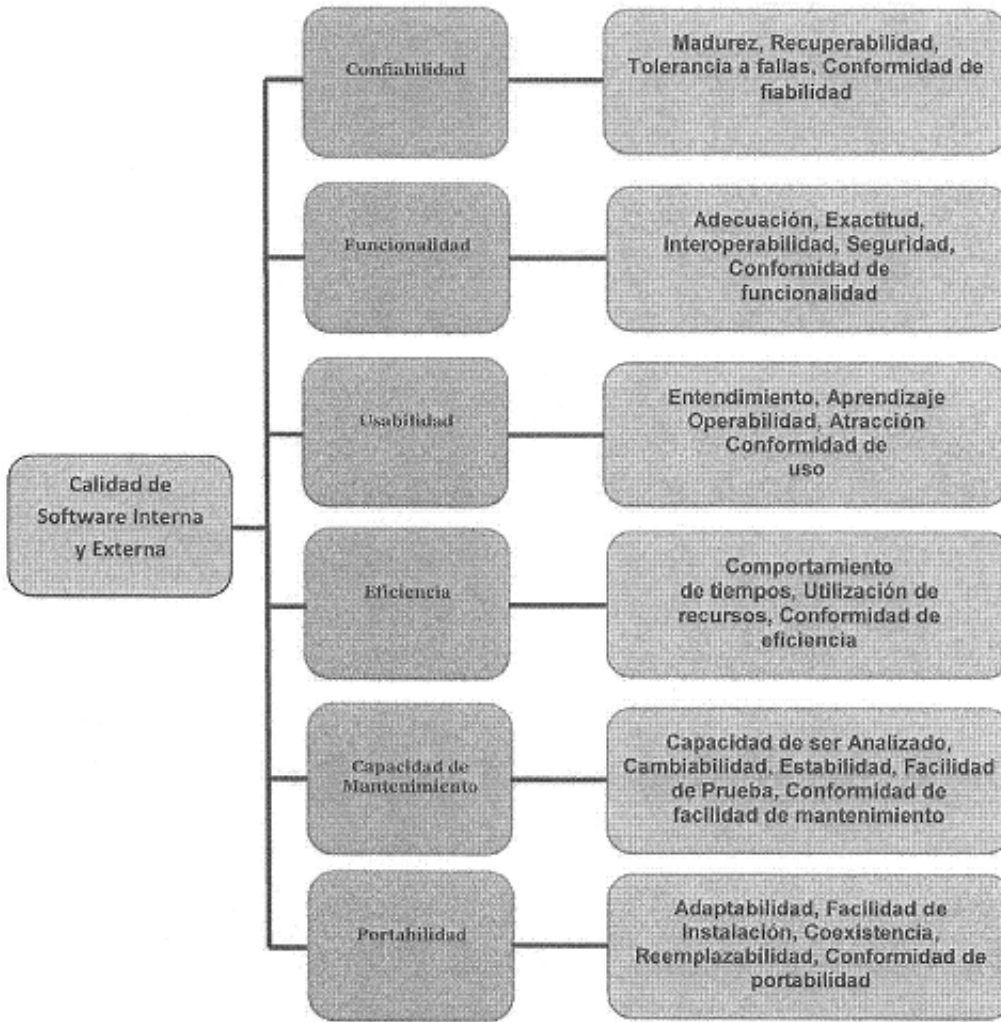 Confiabilidad
Madurez, Recuperabilidad,
Tolerancia a fallas, Conformidad de
fiabilidad
Funcionalidad
Adecuación, Exactitud,
Interoperabilidad, Seguridad,
Conformidad de
funcionalidad
Usabilidad
Entendimiento, Aprendizaje
Operabilidad, Atracción
Conformidad de
uso
Calidad de
Software Interna
y Externa
Eficiencia
Comportamiento
de tiempos, Utilización de
recursos, Conformidad de
eficiencia
Capacidad de
Mantenimiento
Capacidad de ser Analizado,
Cambiabilidad, Estabilidad, Facilidad
de Prueba, Conformidad de
facilidad de mantenimiento
Portabilidad
Adaptabilidad, Facilidad de
Instalación, Coexistencia,
Reemplazabilidad, Conformidad de
portabilidad